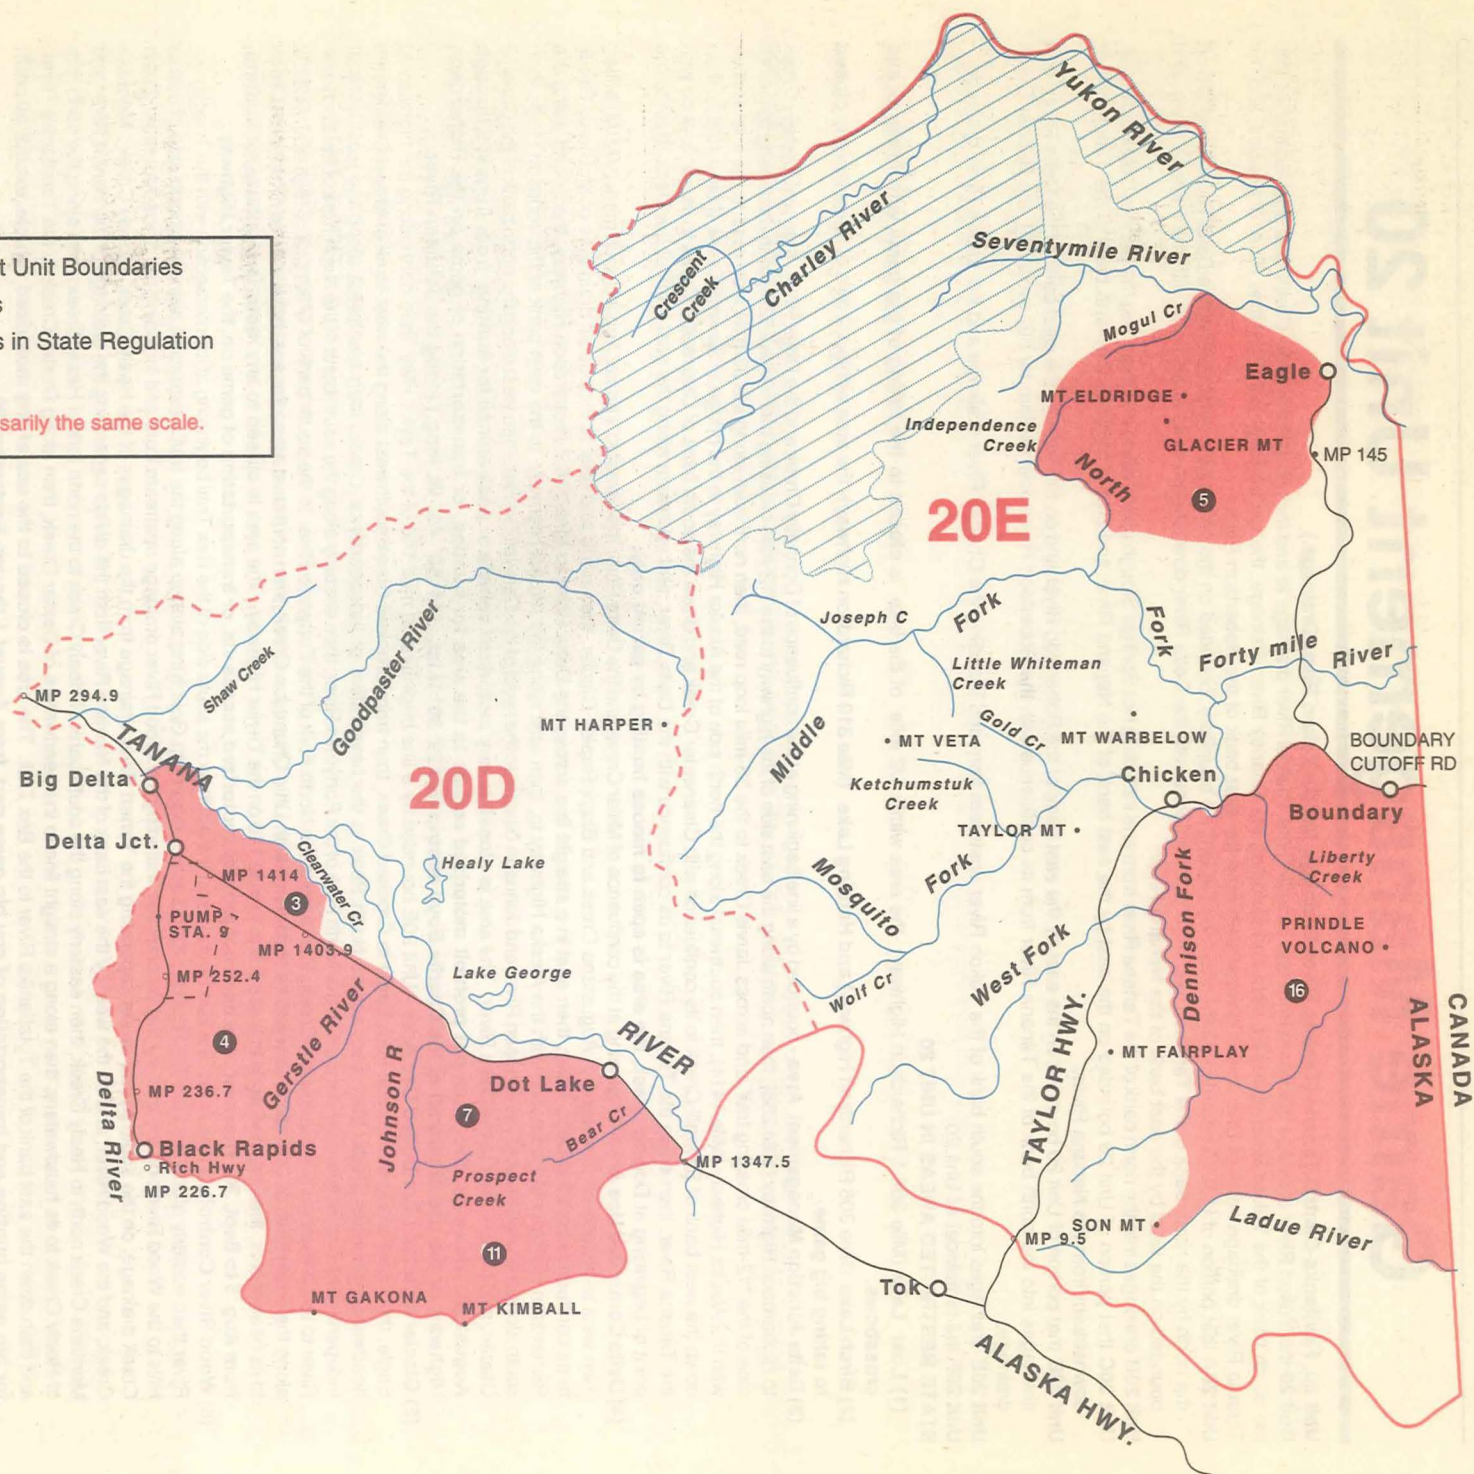 t Unit Boundaries
s
s in State Regulation
sarily the same scale.
Yukon River
Charley River
Crescent
Creek
Seventymile River
Mogul Cr
Eagle
MT ELDRIDGE
Independence
Creek
GLACIER MT
MP 145
North
5
20E
Joseph C
Fork
Fork
Forty mile
River
Little Whiteman
Creek
Shaw Creek
Goodpaster River
MP 294.9
TANANA
MT HARPER
Middle
Gold Cr
MT VETA
MT WARBELOW
BOUNDARY
CUTOFF RD
Big Delta
20D
Ketchumstuk
Creek
Chicken
Boundary
TAYLOR MT
Delta Jct.
Clearwater Cr
Healy Lake
MP 1414
3
Mosquito
Fork
Dennison Fork
Liberty
Creek
PUMP
STA. 9
MP 1403.9
PRINDLE
VOLCANO
MP 252.4
Lake George
West Fork
Wolf Cr
16
4
Gerstle River
RIVER
TAYLOR HWY.
MT FAIRPLAY
ALASKA
CANADA
Johnson R
Dot Lake
MP 236.7
Delta River
7
Bear Cr
Black Rapids
Rich Hwy
MP 226.7
Prospect
Creek
MP 1347.5
11
SON MT
Ladue River
MP 9.5
Tok
MT GAKONA
MT KIMBALL
ALASKA HWY.